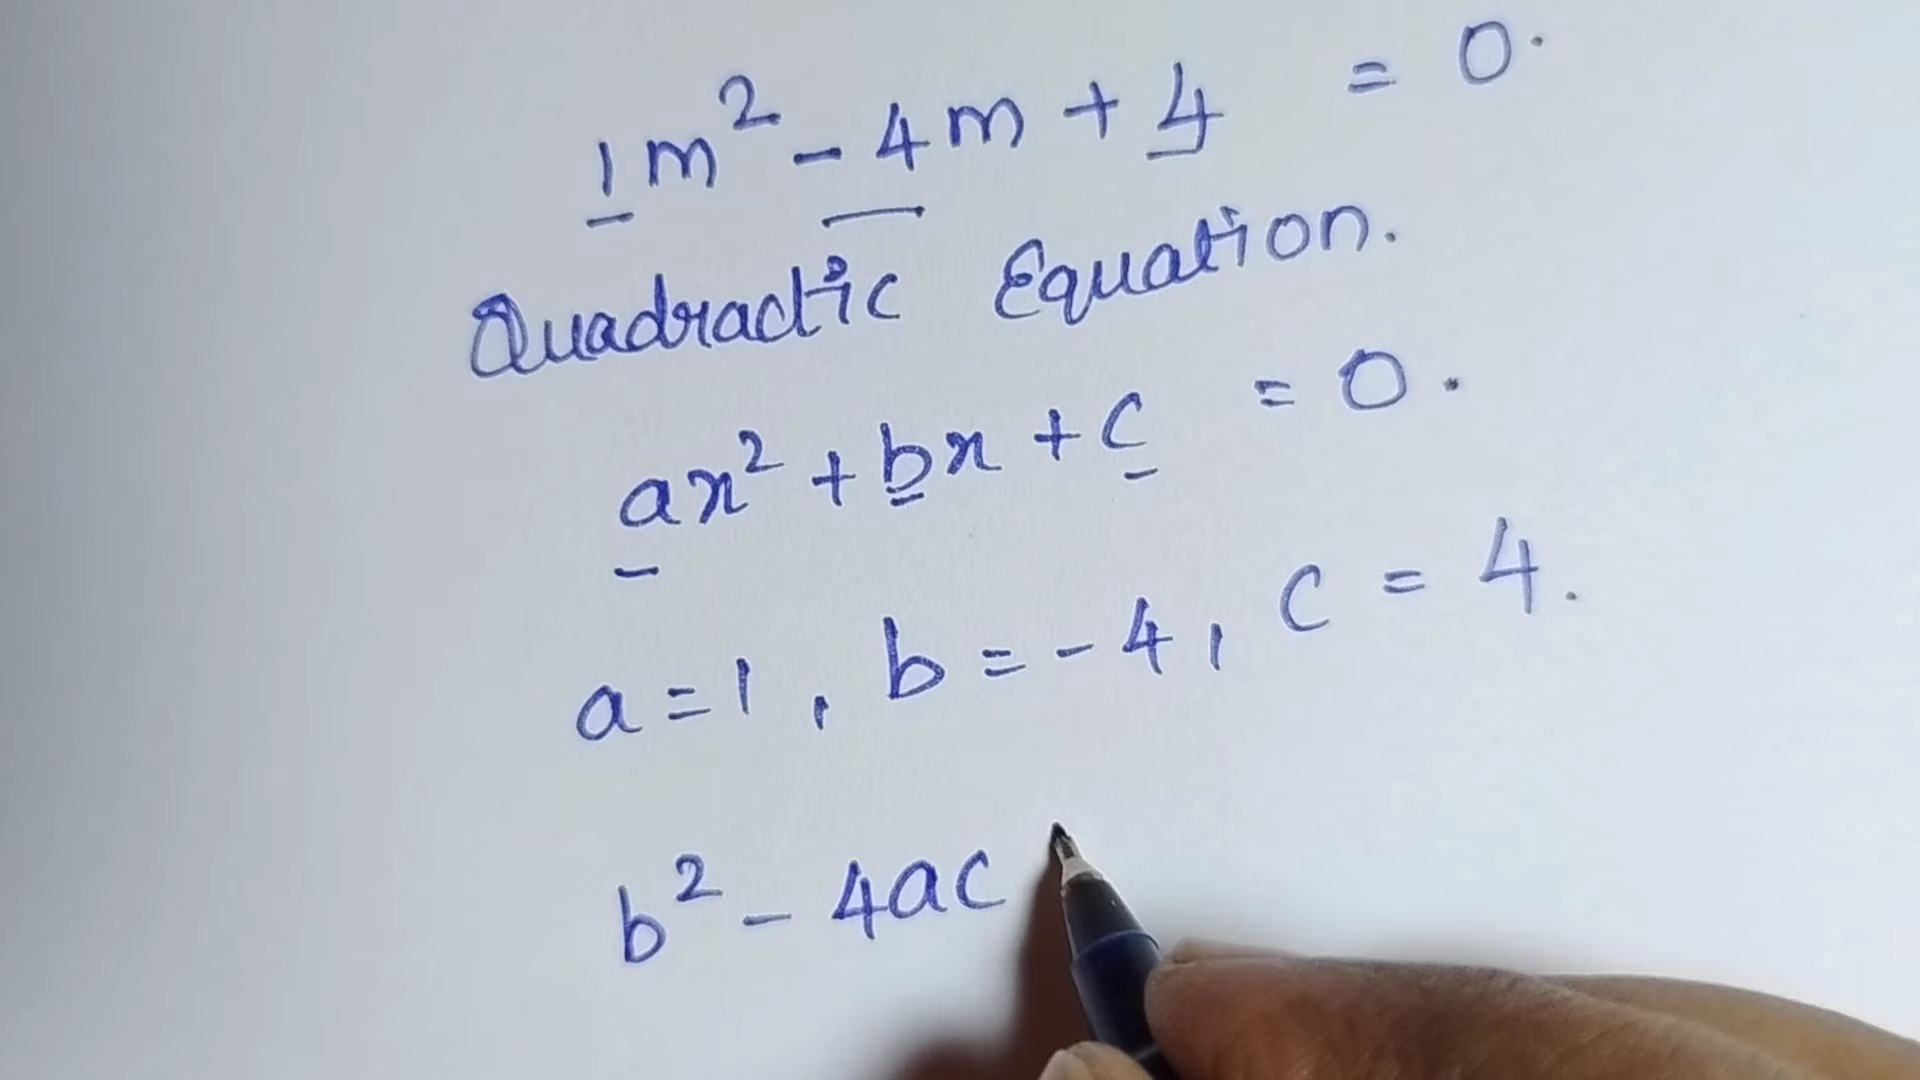 1m² - 4m + 4 = 0.
Quadractic Equation.
ax² + bx + c = 0.
a = 1, b = -4, c = 4.
b² - 4ac